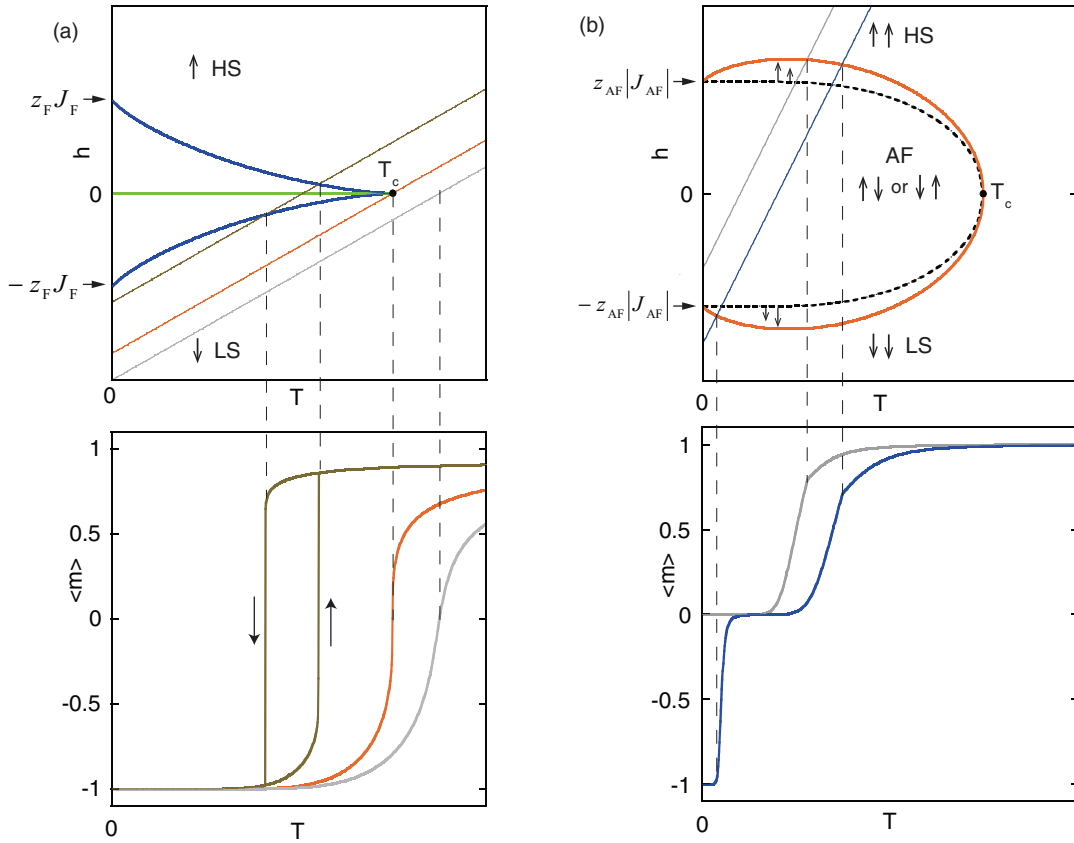 (a)
↑ HS
z_F J_F
h
0
T_c
− z_F J_F
↓ LS
0
T
(b)
↑↑ HS
z_AF|J_AF|
h
AF
0
↑↓ or ↓↑
T_c
−z_AF|J_AF|
↓↓ LS
0
T
1
0.5
<m>
0
-0.5
-1
0
T
1
0.5
<m>
0
-0.5
-1
0
T